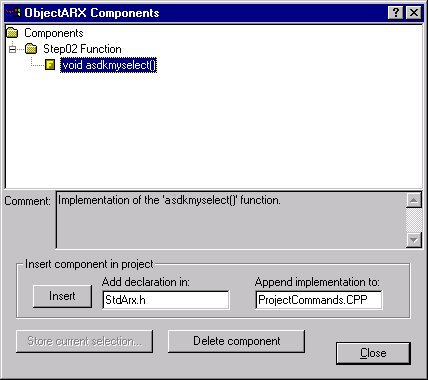 ObjectARX Components
Components
Step02 Function
void asdkmyselect()
Comment: Implementation of the 'asdkmyselect()' function.
Insert component in project
Add declaration in: Append implementation to:
Insert StdArx.h ProjectCommands.CPP
Store current selection... Delete component
Close